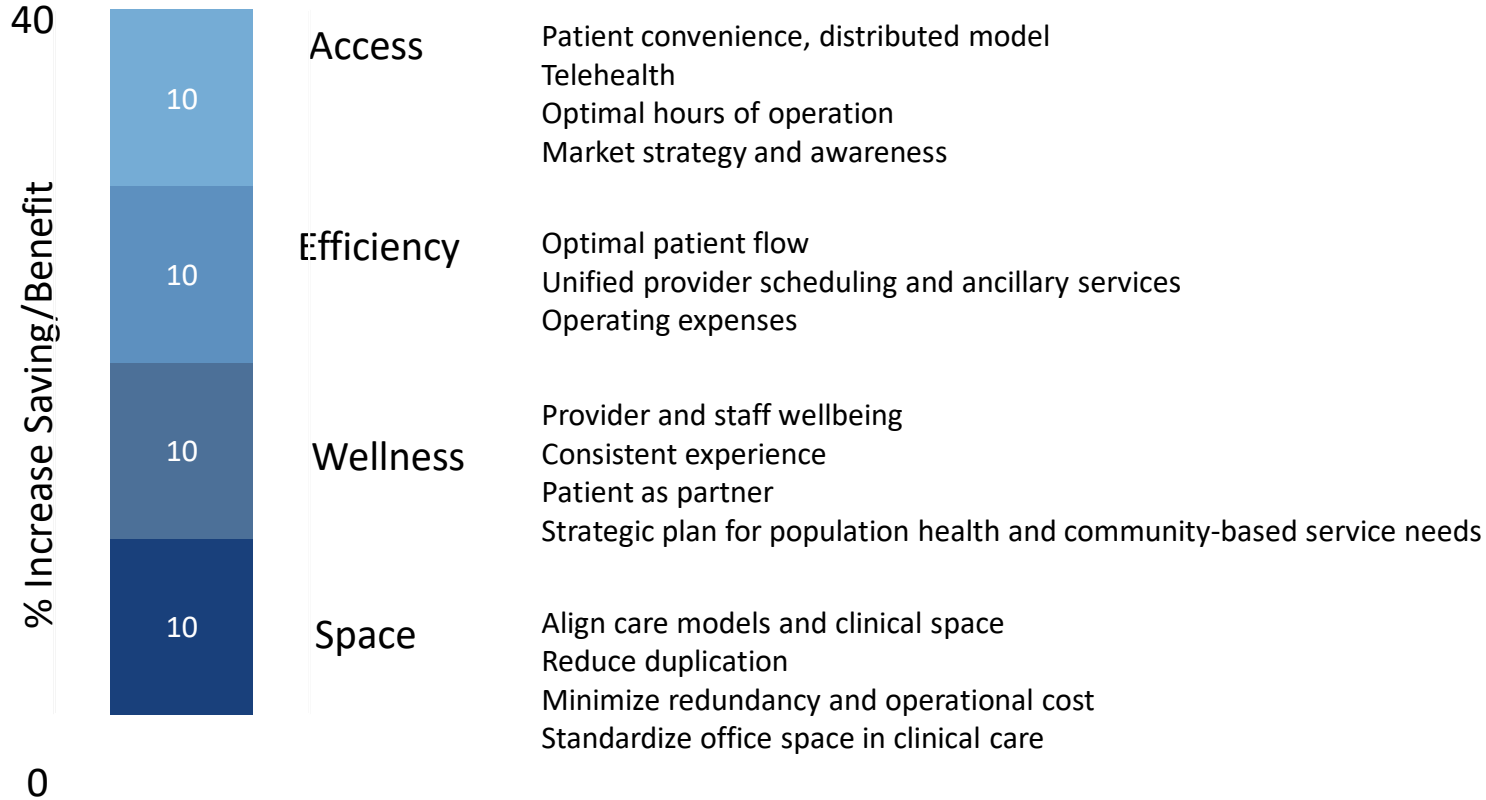 40
% Increase Saving/Benefit
0
10
Access
Patient convenience, distributed model
Telehealth
Optimal hours of operation
Market strategy and awareness
10
Efficiency
Optimal patient flow
Unified provider scheduling and ancillary services
Operating expenses
10
Wellness
Provider and staff wellbeing
Consistent experience
Patient as partner
Strategic plan for population health and community-based service needs
10
Space
Align care models and clinical space
Reduce duplication
Minimize redundancy and operational cost
Standardize office space in clinical care